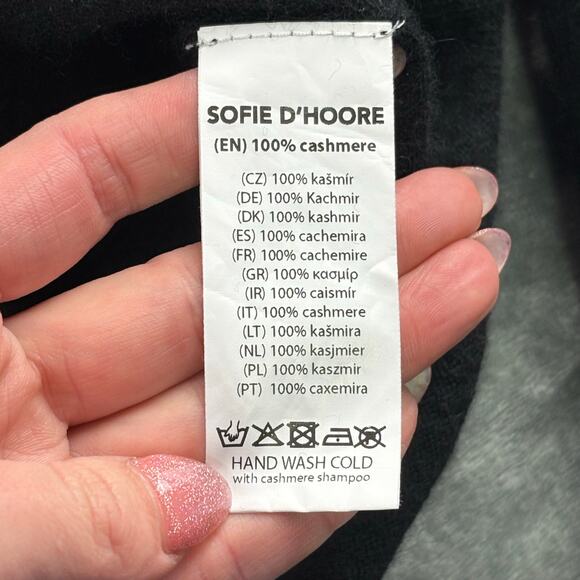 SOFIE D'HOORE
(EN) 100% cashmere
(CZ) 100% kašmír
(DE) 100% Kachmir
(DK) 100% kashmir
(ES) 100% cachemira
(FR) 100% cachemire
(GR) 100% κασμίρ
(IR) 100% caismír
(IT) 100% cashmere
(LT) 100% kašmira
(NL) 100% kasjmier
(PL) 100% kaszmir
(PT) 100% caxemira
HAND WASH COLD
with cashmere shampoo